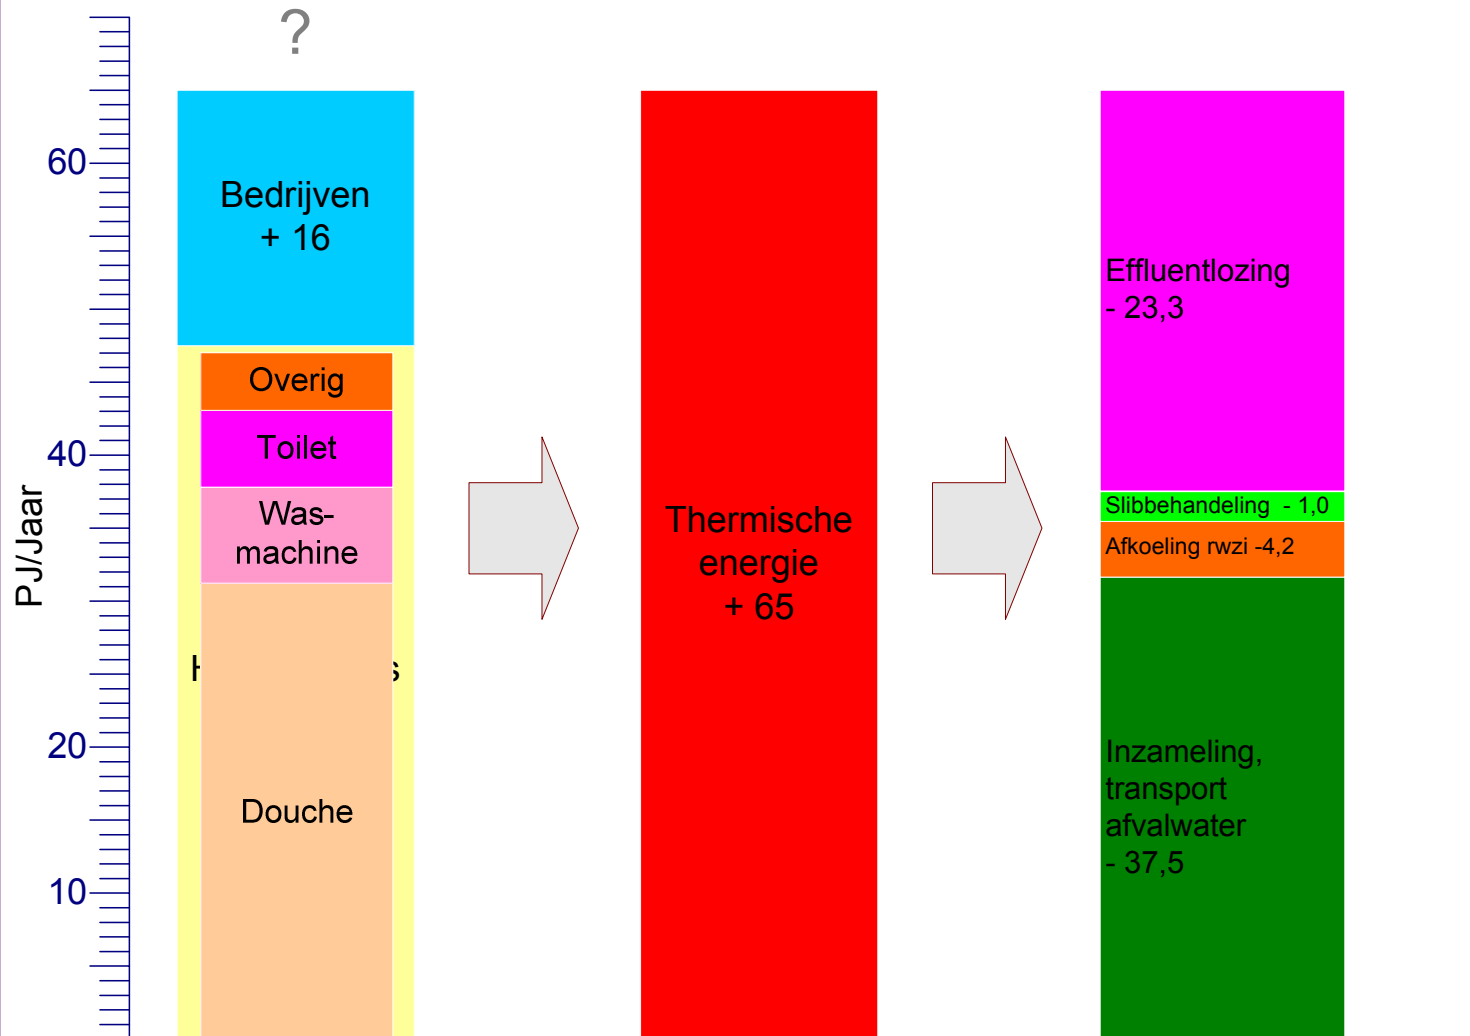 ?
60
40
20
10
PJ/Jaar
Bedrijven
+ 16
Overig
Toilet
Was-
machine
Douche
Thermische
energie
+ 65
Effluentlozing
- 23,3
Slibbehandeling - 1,0
Afkoeling rwzi -4,2
Inzameling,
transport
afvalwater
- 37,5